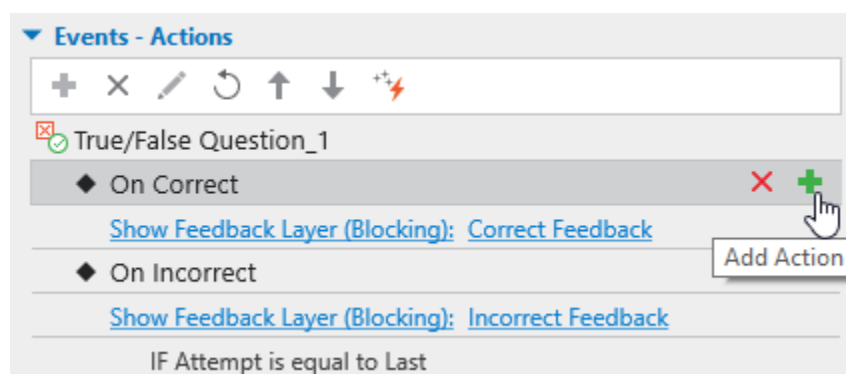 Events - Actions
True/False Question_1
On Correct
Show Feedback Layer (Blocking): Correct Feedback
Add Action
On Incorrect
Show Feedback Layer (Blocking): Incorrect Feedback
IF Attempt is equal to Last